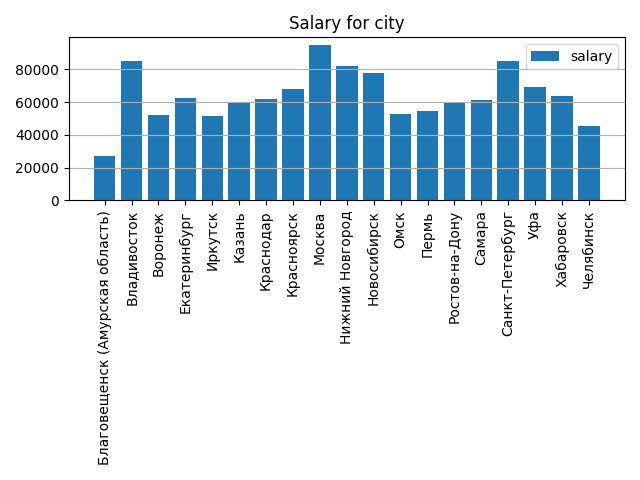 Salary for city
salary
80000
60000
40000
20000
0
Благовещенск (Амурская область)
Владивосток
Воронеж
Екатеринбург
Иркутск
Казань
Краснодар
Красноярск
Москва
Нижний Новгород
Новосибирск
Омск
Пермь
Ростов-на-Дону
Самара
Санкт-Петербург
Уфа
Хабаровск
Челябинск